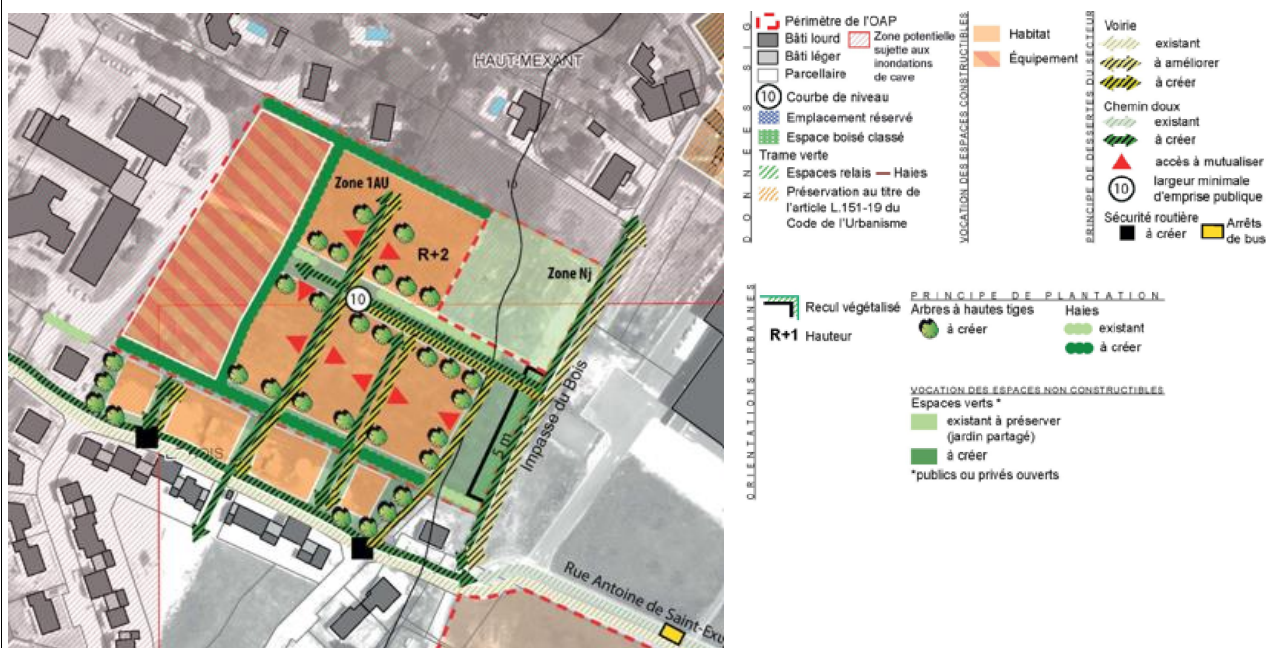 HAUT-MEXANT
10
Zone 1AU
R+2
Zone Nj
10
5 m
Impasse du Bois
BOIS
Rue Antoine de Saint-Exu
DONNEES SIG
Périmètre de l'OAP
Bâti lourd
Bâti léger
Parcellaire
Zone potentielle
sujette aux
inondations
de cave
10 Courbe de niveau
Emplacement réservé
Espace boisé classé
Trame verte
Espaces relais
Haies
Préservation au titre de
l'article L.151-19 du
Code de l'Urbanisme
VOCATION DES ESPACES CONSTRUCTIBLES
Habitat
Équipement
PRINCIPE DE DESSERTES DU SECTEUR
Voirie
existant
à améliorer
à créer
Chemin doux
existant
à créer
accès à mutualiser
10 largeur minimale
d'emprise publique
Sécurité routière
à créer
Arrêts
de bus
ORIENTATIONS URBAINES
Recul végétalisé
R+1 Hauteur
PRINCIPE DE PLANTATION
Arbres à hautes tiges
à créer
Haies
existant
à créer
VOCATION DES ESPACES NON CONSTRUCTIBLES
Espaces verts *
existant à préserver
(jardin partagé)
à créer
*publics ou privés ouverts